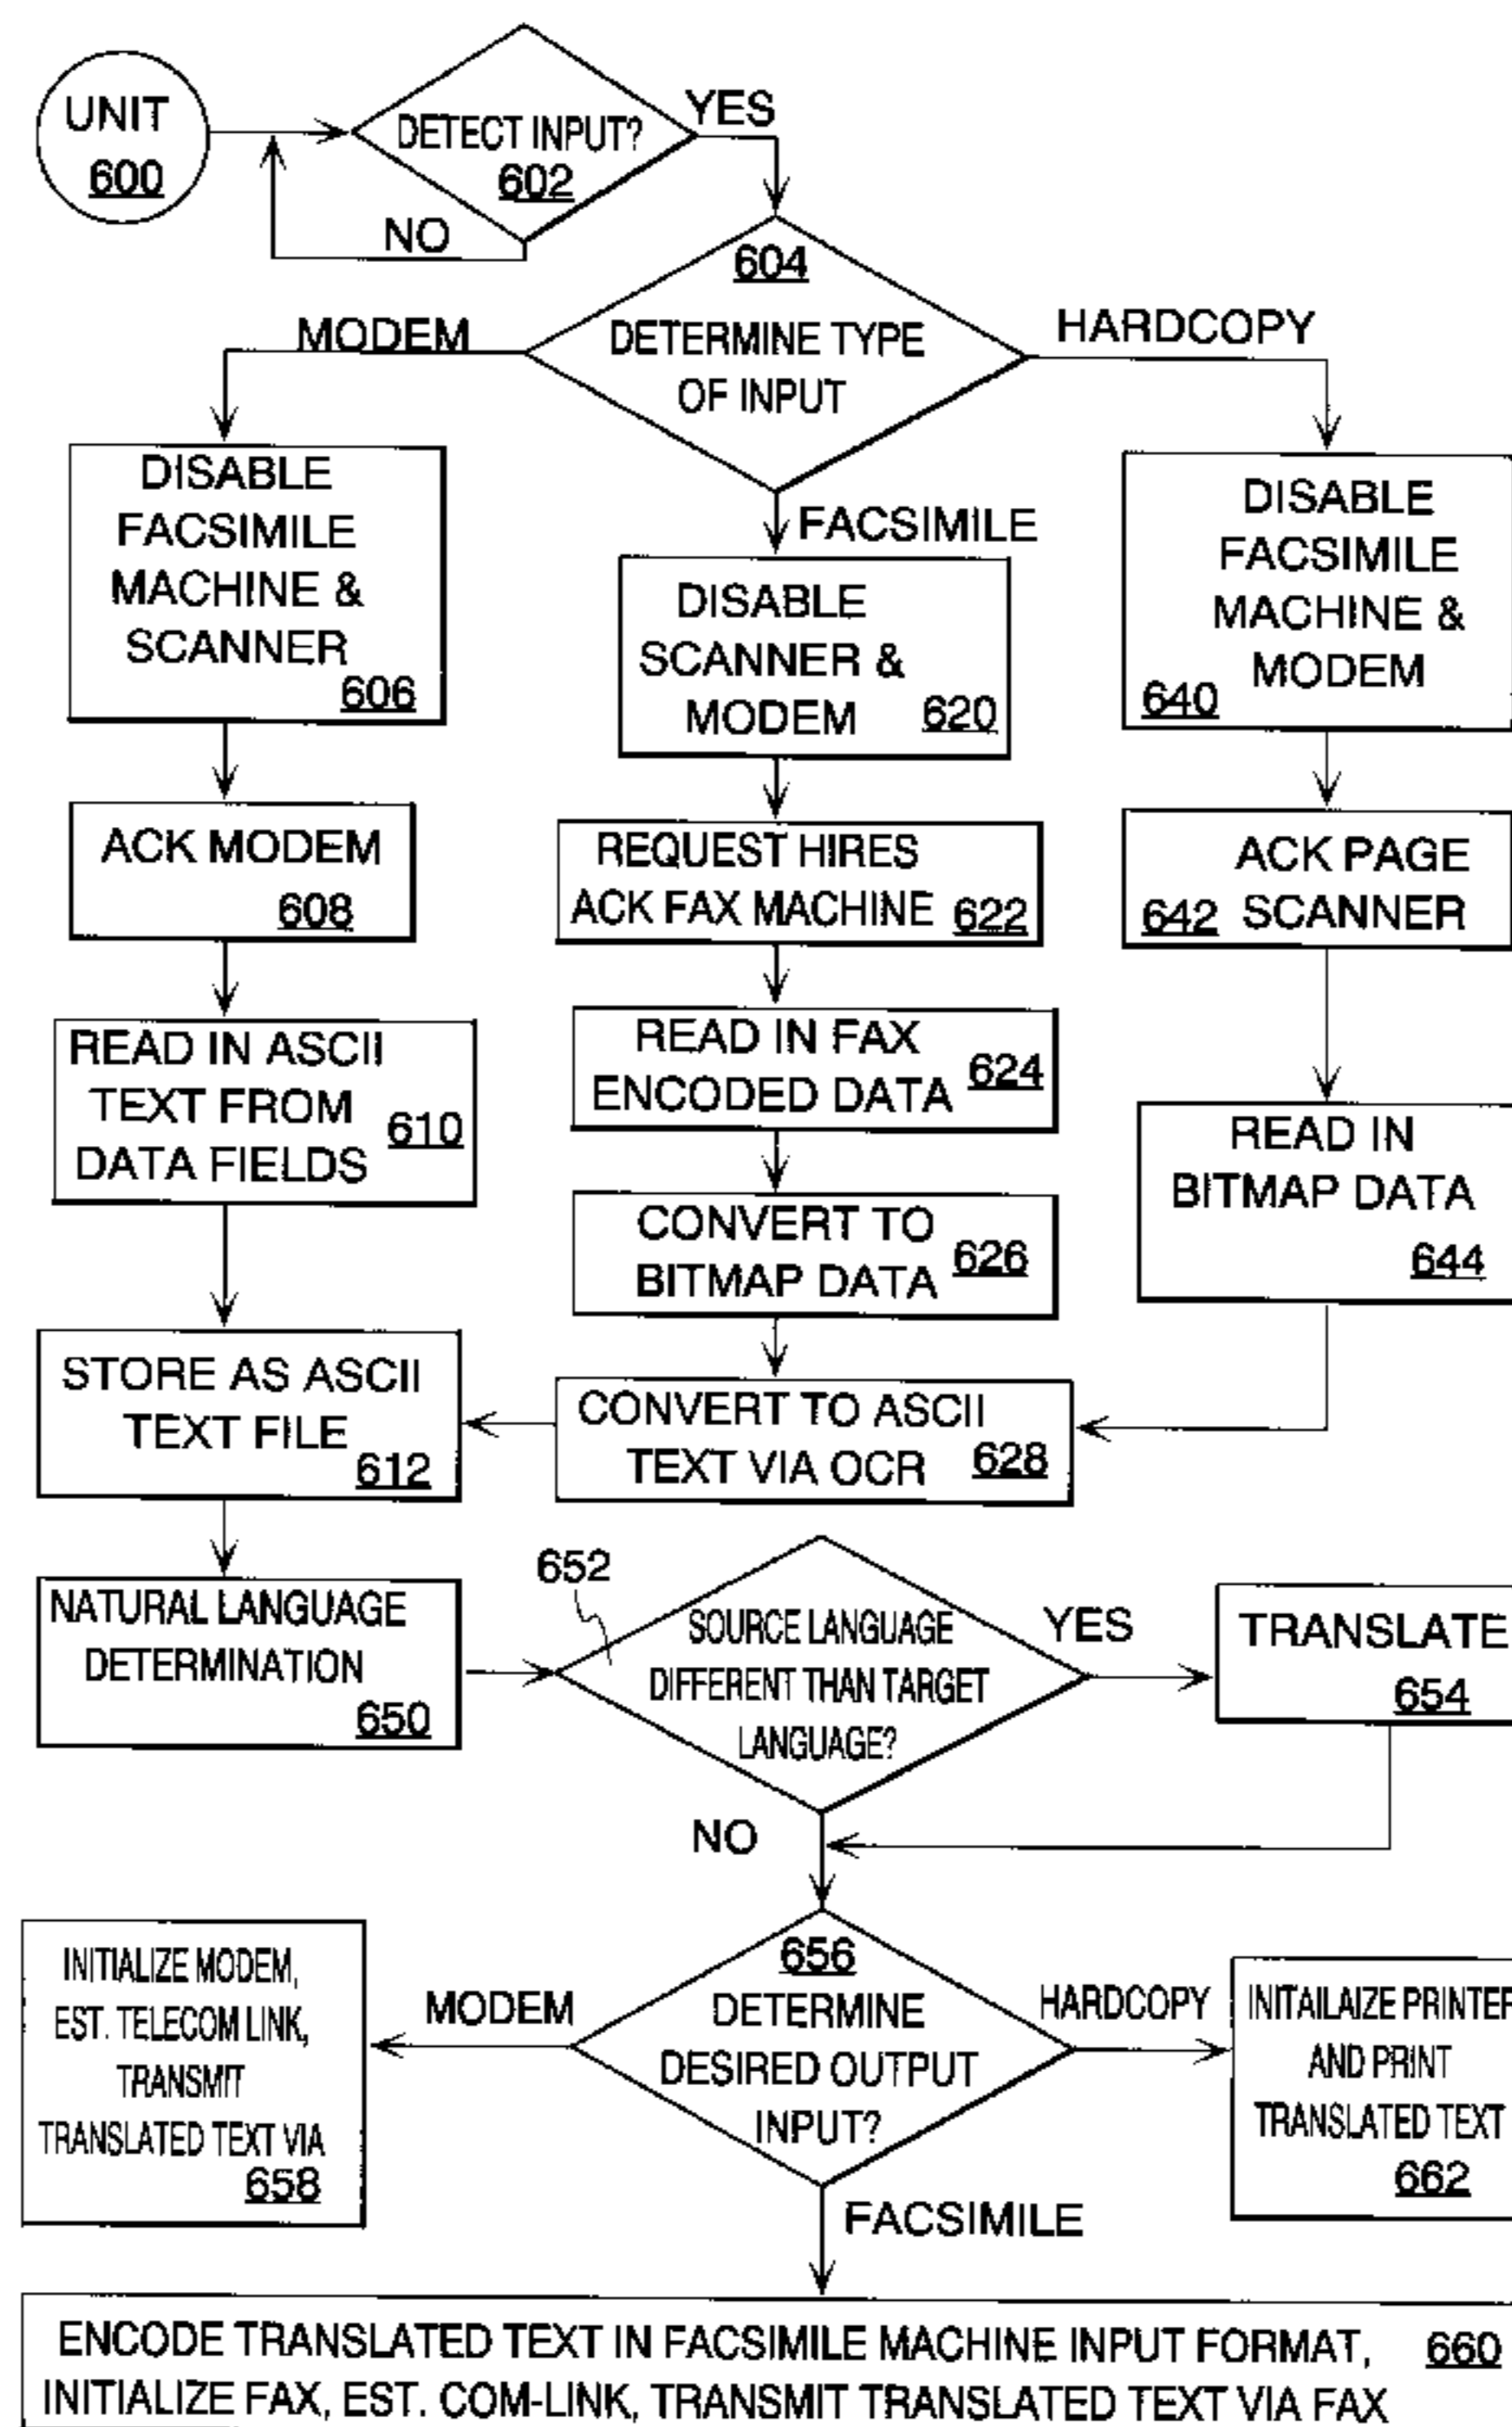 UNIT
600
DETECT INPUT?
602
YES
NO
604
DETERMINE TYPE
OF INPUT
MODEM
HARDCOPY
FACSIMILE
DISABLE
FACSIMILE
MACHINE &
SCANNER
606
DISABLE
SCANNER &
MODEM
620
DISABLE
FACSIMILE
MACHINE &
MODEM
640
ACK MODEM
608
REQUEST HIRES
ACK FAX MACHINE
622
ACK PAGE
SCANNER
642
READ IN ASCII
TEXT FROM
DATA FIELDS
610
READ IN FAX
ENCODED DATA
624
READ IN
BITMAP DATA
644
CONVERT TO
BITMAP DATA
626
STORE AS ASCII
TEXT FILE
612
CONVERT TO ASCII
TEXT VIA OCR
628
NATURAL LANGUAGE
DETERMINATION
650
652
SOURCE LANGUAGE
DIFFERENT THAN TARGET
LANGUAGE?
YES
TRANSLATE
654
NO
656
DETERMINE
DESIRED OUTPUT
INPUT?
MODEM
HARDCOPY
FACSIMILE
INITIALIZE MODEM,
EST. TELECOM LINK,
TRANSMIT
TRANSLATED TEXT VIA
658
INITAILAIZE PRINTER
AND PRINT
TRANSLATED TEXT
662
ENCODE TRANSLATED TEXT IN FACSIMILE MACHINE INPUT FORMAT, 660
INITIALIZE FAX, EST. COM-LINK, TRANSMIT TRANSLATED TEXT VIA FAX